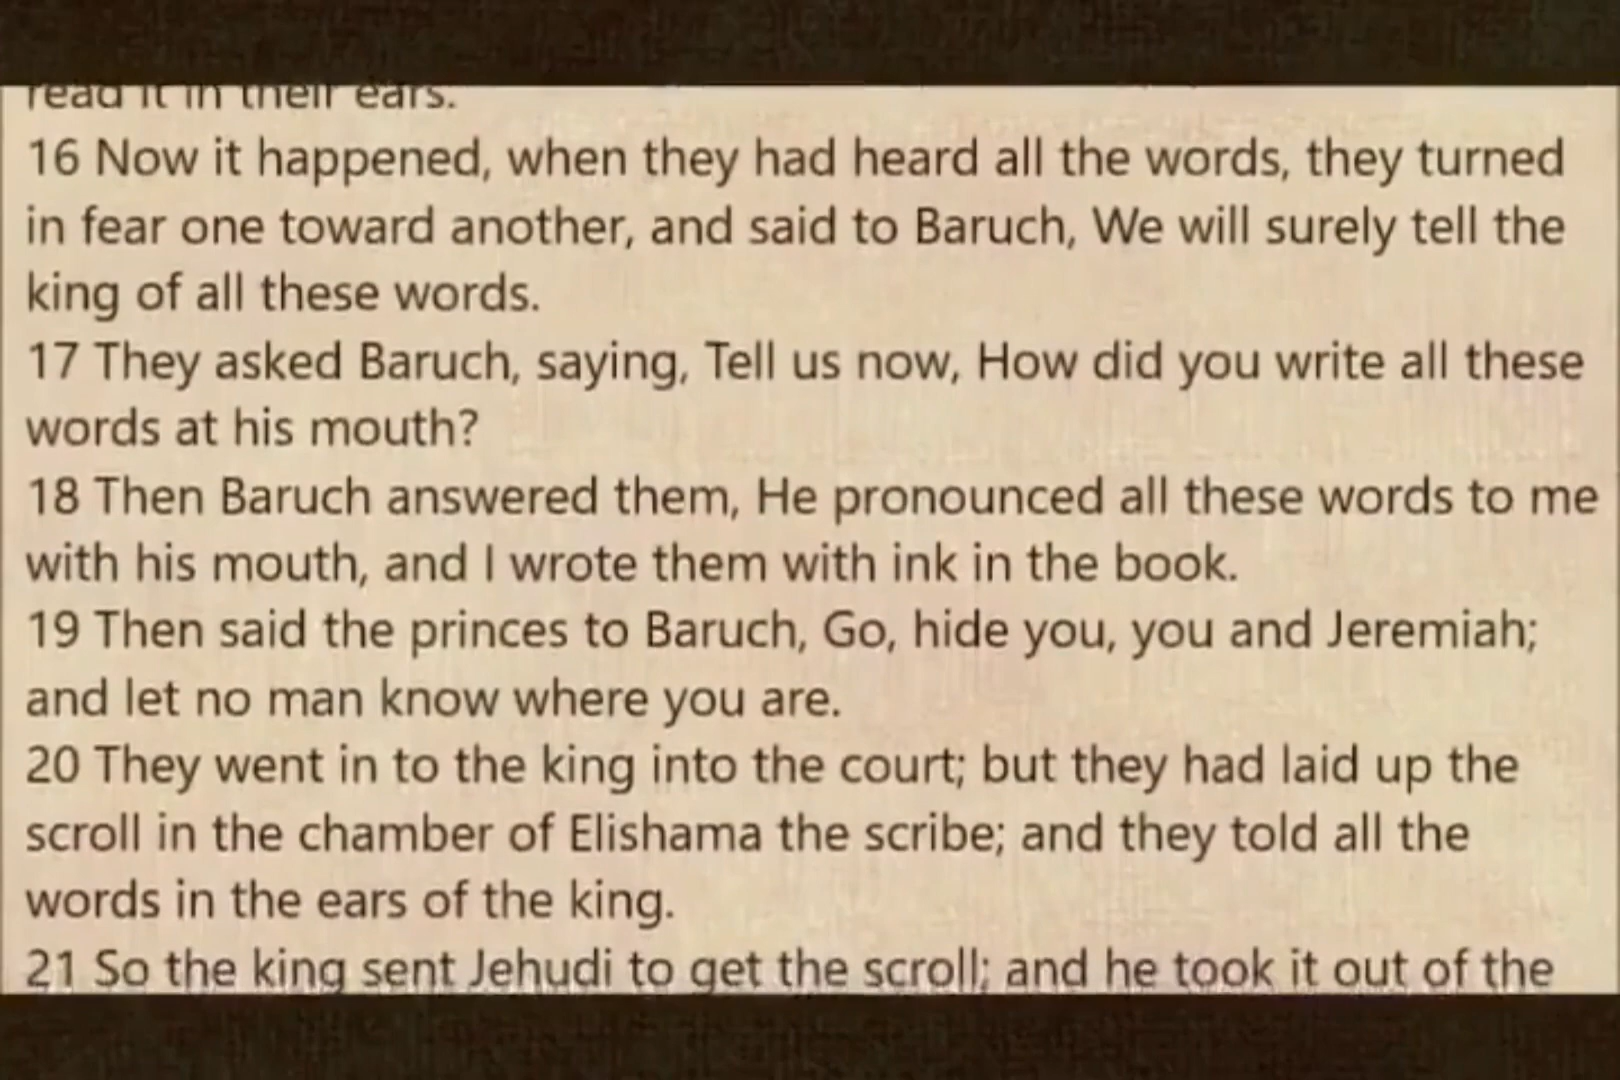 read it in their ears.
16 Now it happened, when they had heard all the words, they turned
in fear one toward another, and said to Baruch, We will surely tell the
king of all these words.
17 They asked Baruch, saying, Tell us now, How did you write all these
words at his mouth?
18 Then Baruch answered them, He pronounced all these words to me
with his mouth, and I wrote them with ink in the book.
19 Then said the princes to Baruch, Go, hide you, you and Jeremiah;
and let no man know where you are.
20 They went in to the king into the court; but they had laid up the
scroll in the chamber of Elishama the scribe; and they told all the
words in the ears of the king.
21 So the king sent Jehudi to get the scroll; and he took it out of the